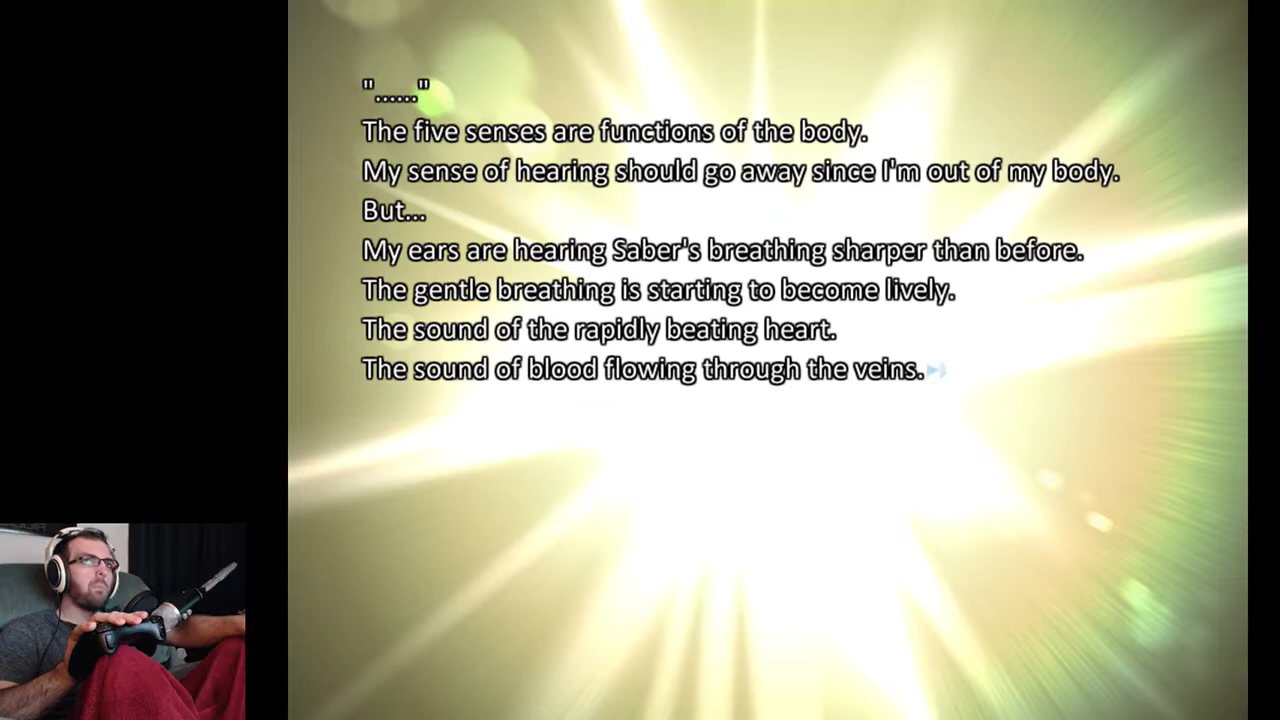 "......"
The five senses are functions of the body.
My sense of hearing should go away since I'm out of my body.
But...
My ears are hearing Saber's breathing sharper than before.
The gentle breathing is starting to become lively.
The sound of the rapidly beating heart.
The sound of blood flowing through the veins.